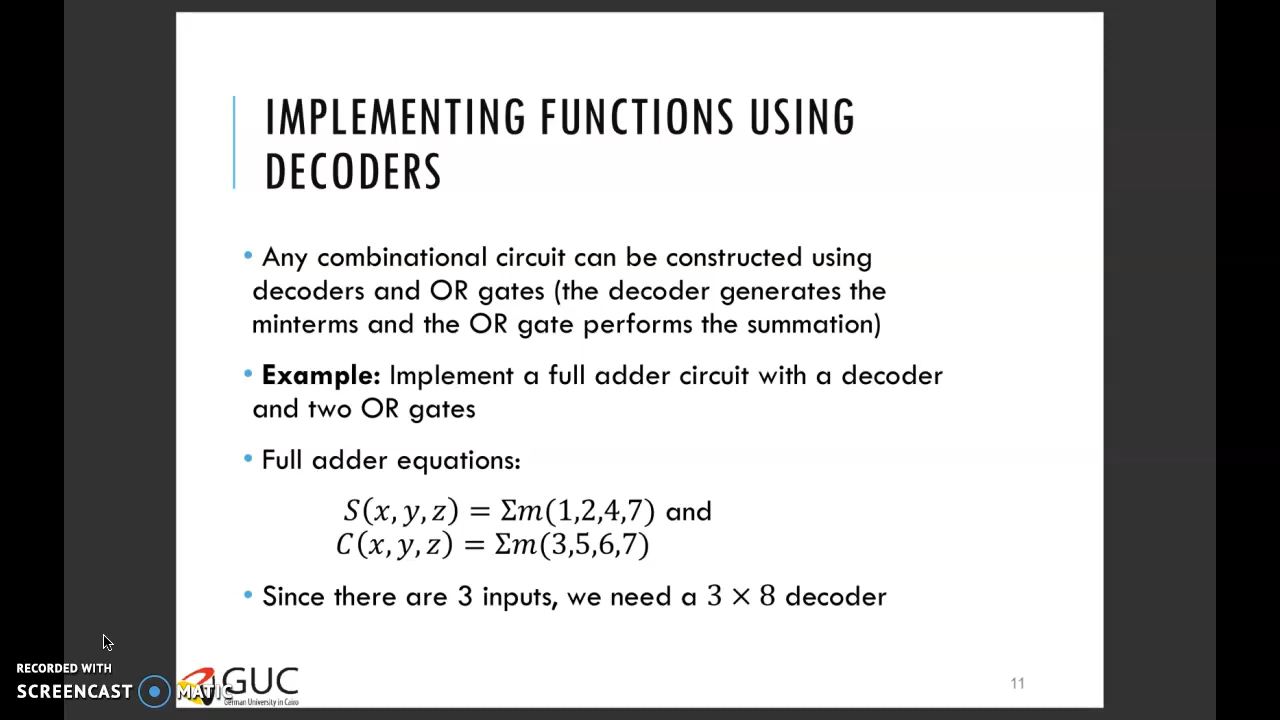 IMPLEMENTING FUNCTIONS USING
DECODERS
• Any combinational circuit can be constructed using
decoders and OR gates (the decoder generates the
minterms and the OR gate performs the summation)
• Example: Implement a full adder circuit with a decoder
and two OR gates
• Full adder equations:
S(x, y, z) = Σm(1,2,4,7) and
C(x, y, z) = Σm(3,5,6,7)
• Since there are 3 inputs, we need a 3 × 8 decoder
RECORDED WITH
SCREENCAST MATIC
GUC
German University in Cairo
11